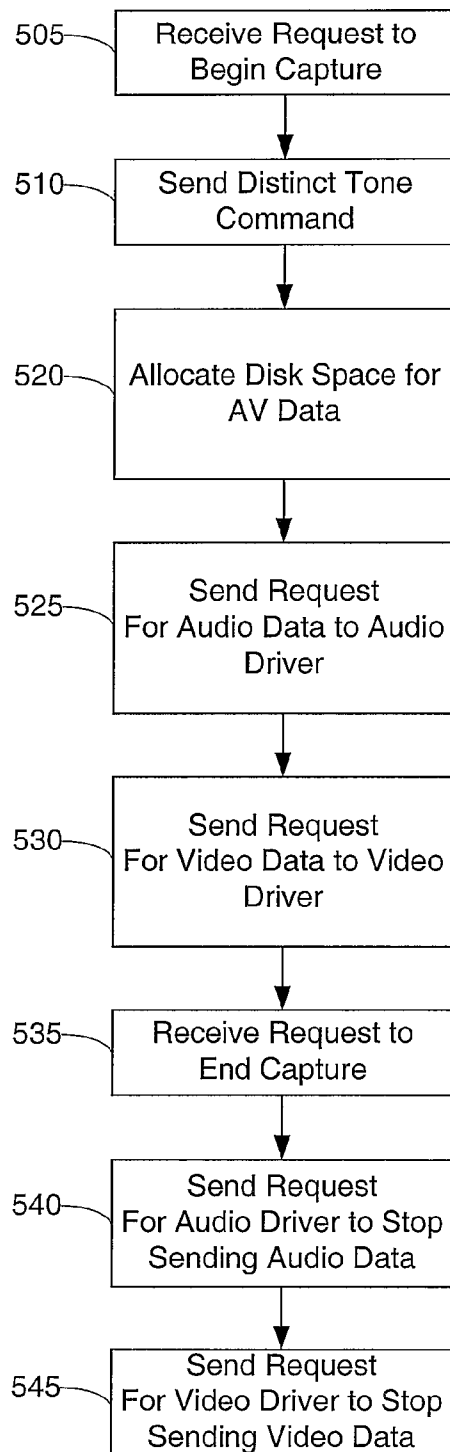 505
Receive Request to
Begin Capture
510
Send Distinct Tone
Command
520
Allocate Disk Space for
AV Data
525
Send Request
For Audio Data to Audio
Driver
530
Send Request
For Video Data to Video
Driver
535
Receive Request to
End Capture
540
Send Request
For Audio Driver to Stop
Sending Audio Data
545
Send Request
For Video Driver to Stop
Sending Video Data